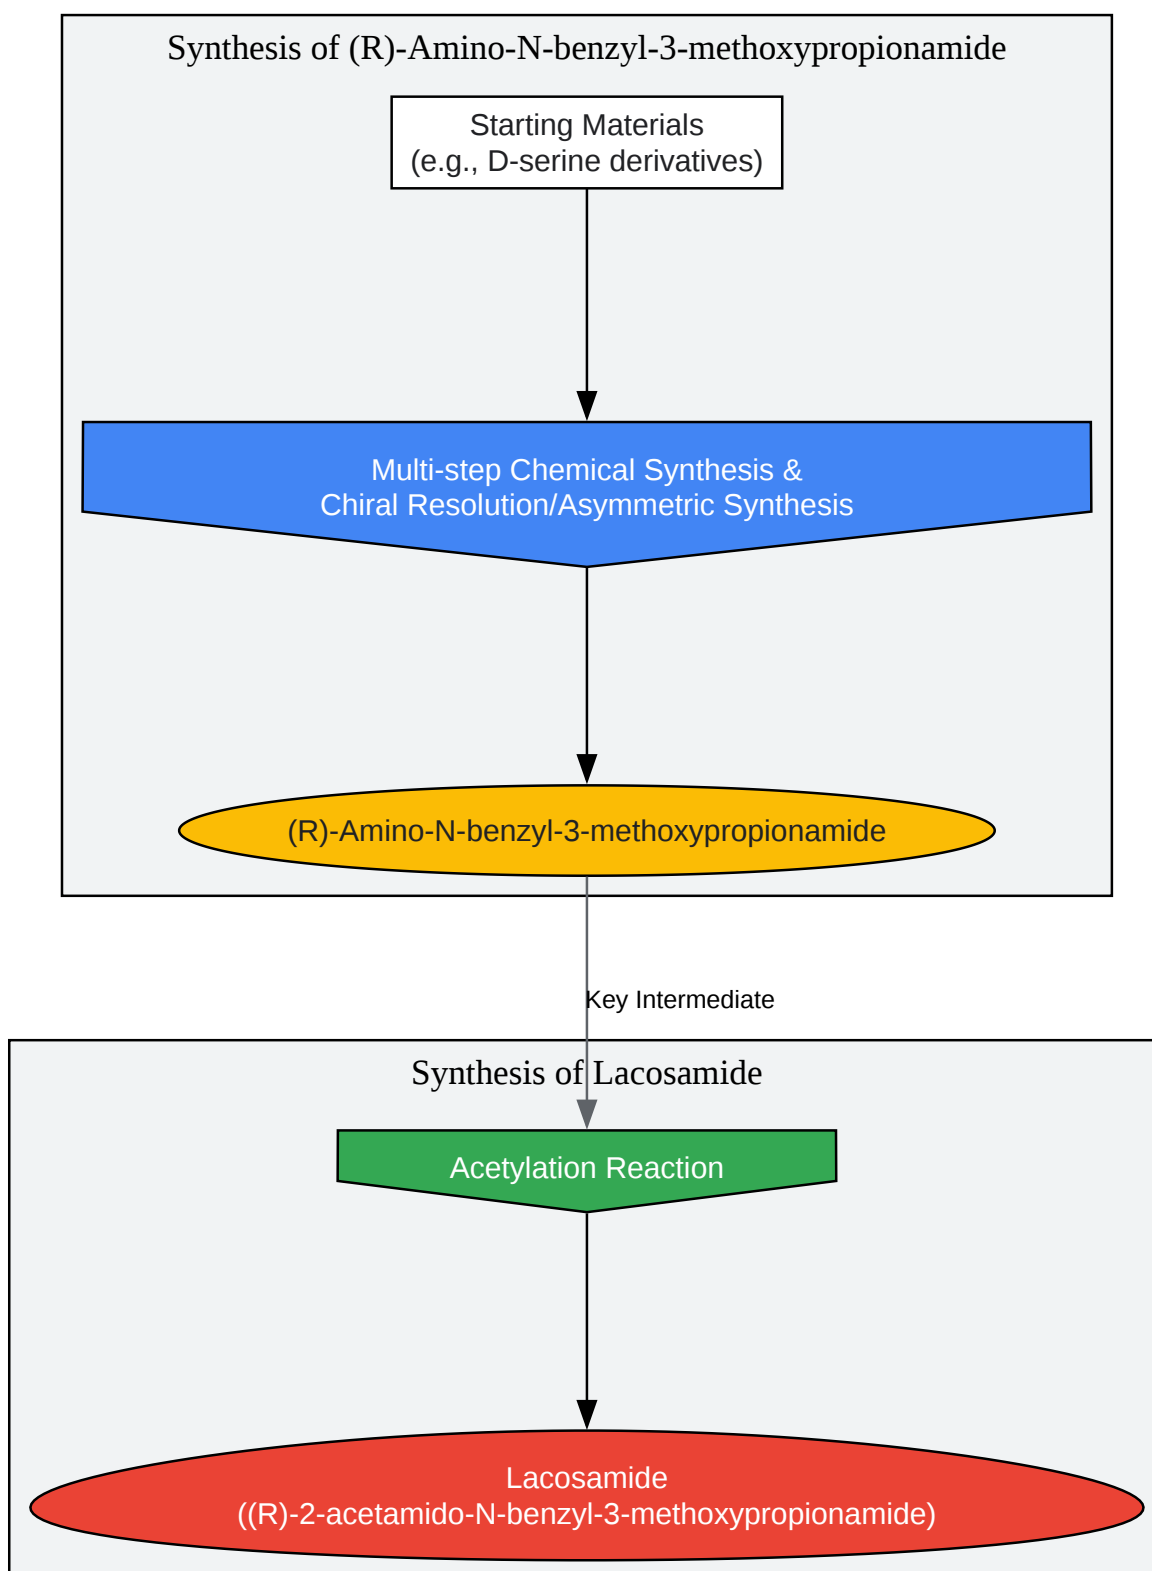 Synthesis of (R)-Amino-N-benzyl-3-methoxypropionamide
Starting Materials
(e.g., D-serine derivatives)
Multi-step Chemical Synthesis &
Chiral Resolution/Asymmetric Synthesis
(R)-Amino-N-benzyl-3-methoxypropionamide
Key Intermediate
Synthesis of Lacosamide
Acetylation Reaction
Lacosamide
((R)-2-acetamido-N-benzyl-3-methoxypropionamide)